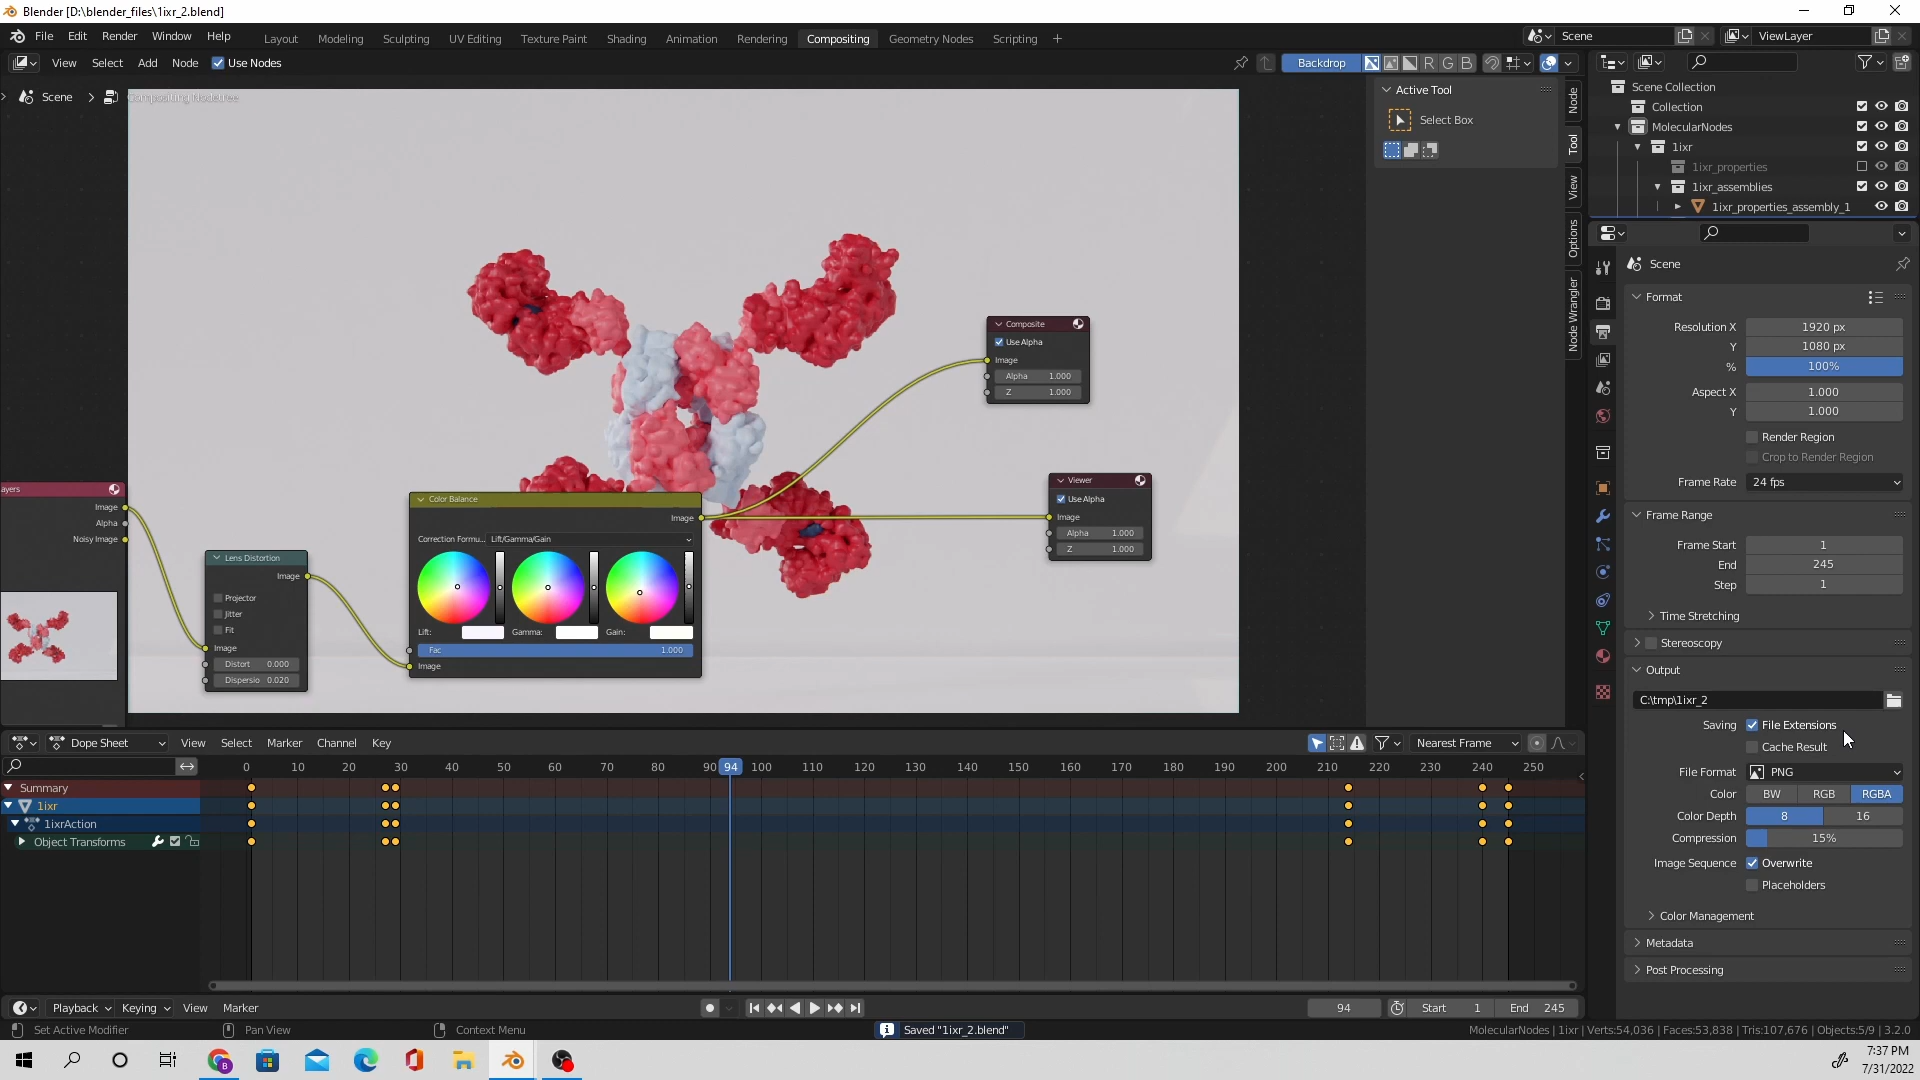 Blender [D:\blender_files\1ixr_2.blend]
File Edit Render Window Help
Layout Modeling Sculpting UV Editing Texture Paint Shading Animation Rendering Compositing Geometry Nodes Scripting +
Scene
ViewLayer
View Select Add Node Use Nodes
Backdrop
R G B
Scene
Compositing Nodetree
Active Tool
Select Box
Node
Tool
View
Options
Node Wrangler
Scene Collection
Collection
MolecularNodes
1ixr
1ixr_properties
1ixr_assemblies
1ixr_properties_assembly_1
Scene
Format
Resolution X 1920 px
Y 1080 px
% 100%
Aspect X 1.000
Y 1.000
Render Region
Crop to Render Region
Frame Rate 24 fps
Frame Range
Frame Start 1
End 245
Step 1
Time Stretching
Stereoscopy
Output
C:\tmp\1ixr_2
Saving File Extensions
Cache Result
File Format PNG
Color BW RGB RGBA
Color Depth 8 16
Compression 15%
Image Sequence Overwrite
Placeholders
Color Management
Metadata
Post Processing
ayers
Image
Alpha
Noisy Image
Lens Distortion
Image
Projector
Jitter
Fit
Image
Distort 0.000
Dispersio 0.020
Color Balance
Image
Correction Formu... Lift/Gamma/Gain
Lift: Gamma: Gain:
Fac 1.000
Image
Composite
Use Alpha
Image
Alpha 1.000
Z 1.000
Viewer
Use Alpha
Image
Alpha 1.000
Z 1.000
Dope Sheet View Select Marker Channel Key
Nearest Frame
0 10 20 30 40 50 60 70 80 90 94 100 110 120 130 140 150 160 170 180 190 200 210 220 230 240 250
Summary
1ixr
1ixrAction
Object Transforms
Playback Keying View Marker
94 Start 1 End 245
Set Active Modifier Pan View Context Menu
Saved "1ixr_2.blend"
MolecularNodes | 1ixr | Verts:54,036 | Faces:53,838 | Tris:107,676 | Objects:5/9 | 3.2.0
7:37 PM
7/31/2022